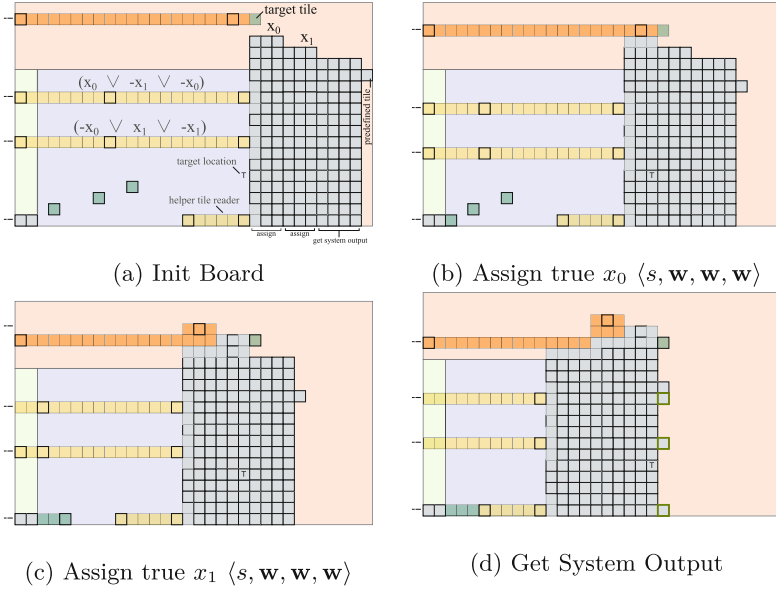 target tile
x₀
x₁
(x₀ ∨ -x₁ ∨ -x₀)
predefined tile
(-x₀ ∨ x₁ ∨ -x₁)
target location
T
helper tile reader
assign
assign
get system output
(a) Init Board
T
(b) Assign true x₀ ⟨s, w, w, w⟩
T
(c) Assign true x₁ ⟨s, w, w, w⟩
T
(d) Get System Output